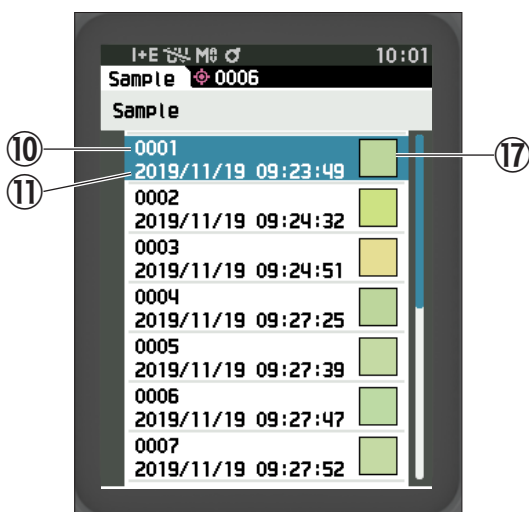 I+E M0 10:01
Sample 0006
Sample
⑩ 0001 ⑰
⑪ 2019/11/19 09:23:49
0002
2019/11/19 09:24:32
0003
2019/11/19 09:24:51
0004
2019/11/19 09:27:25
0005
2019/11/19 09:27:39
0006
2019/11/19 09:27:47
0007
2019/11/19 09:27:52